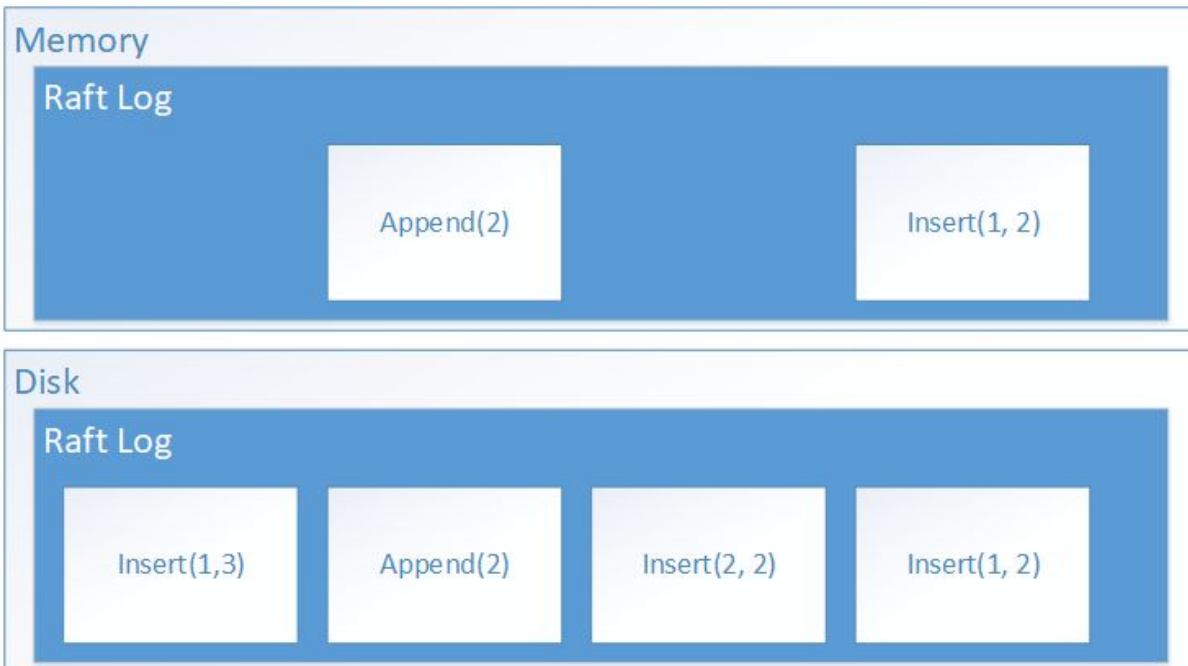 Memory
Raft Log
Append(2)
Insert(1, 2)
Disk
Raft Log
Insert(1,3)
Append(2)
Insert(2, 2)
Insert(1, 2)